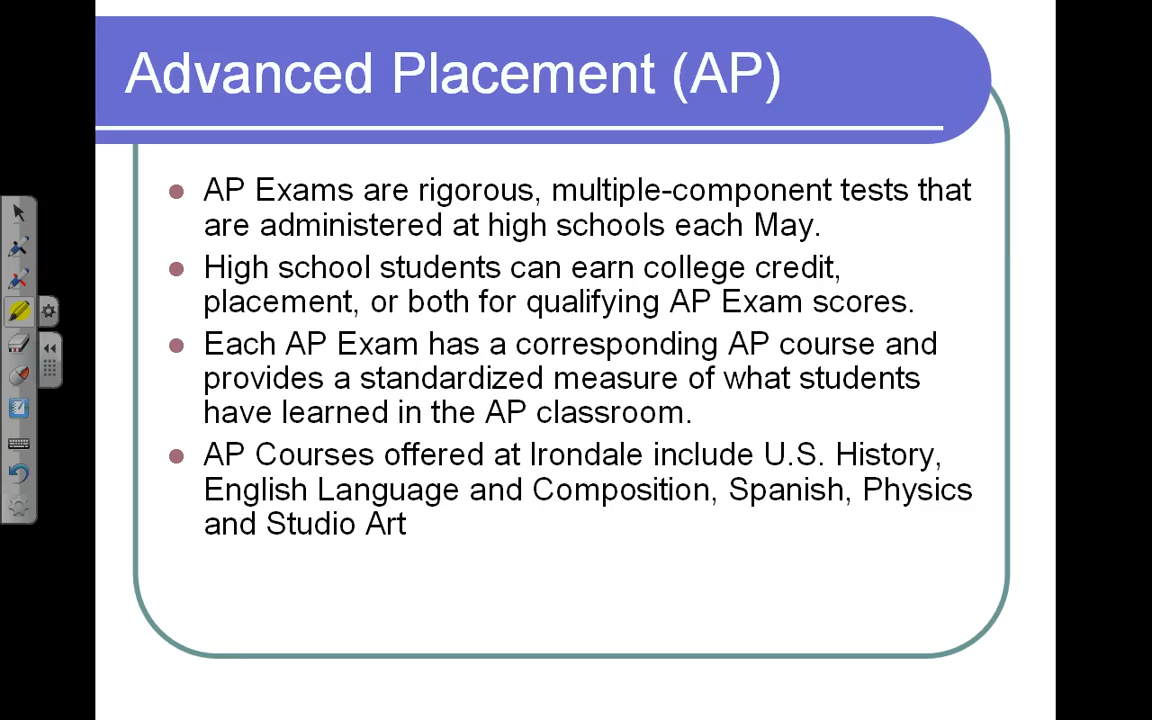 Advanced Placement (AP)
AP Exams are rigorous, multiple-component tests that
are administered at high schools each May.
High school students can earn college credit,
placement, or both for qualifying AP Exam scores.
Each AP Exam has a corresponding AP course and
provides a standardized measure of what students
have learned in the AP classroom.
AP Courses offered at Irondale include U.S. History,
English Language and Composition, Spanish, Physics
and Studio Art